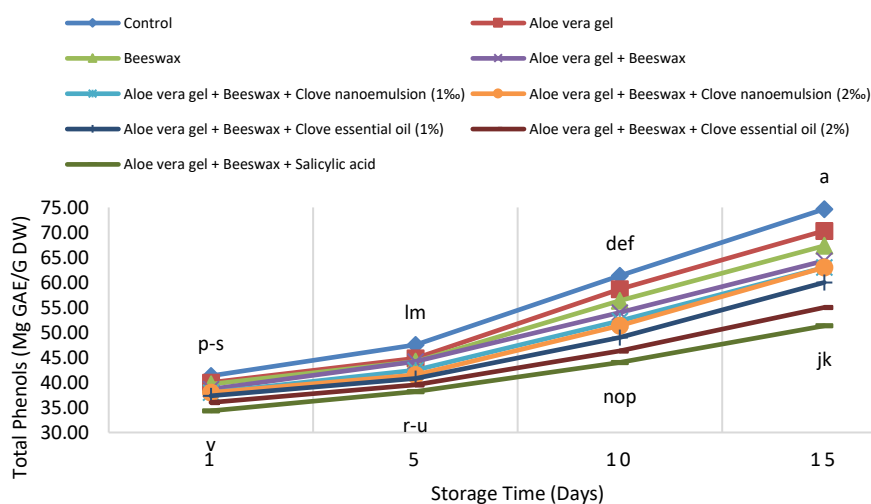 Control
Aloe vera gel
Beeswax
Aloe vera gel + Beeswax
Aloe vera gel + Beeswax + Clove nanoemulsion (1‰)
Aloe vera gel + Beeswax + Clove nanoemulsion (2‰)
Aloe vera gel + Beeswax + Clove essential oil (1%)
Aloe vera gel + Beeswax + Clove essential oil (2%)
Aloe vera gel + Beeswax + Salicylic acid
Total Phenols (Mg GAE/G DW)
75.00
70.00
65.00
60.00
55.00
50.00
45.00
40.00
35.00
30.00
p-s
lm
def
a
v
r-u
nop
jk
1
5
10
15
Storage Time (Days)